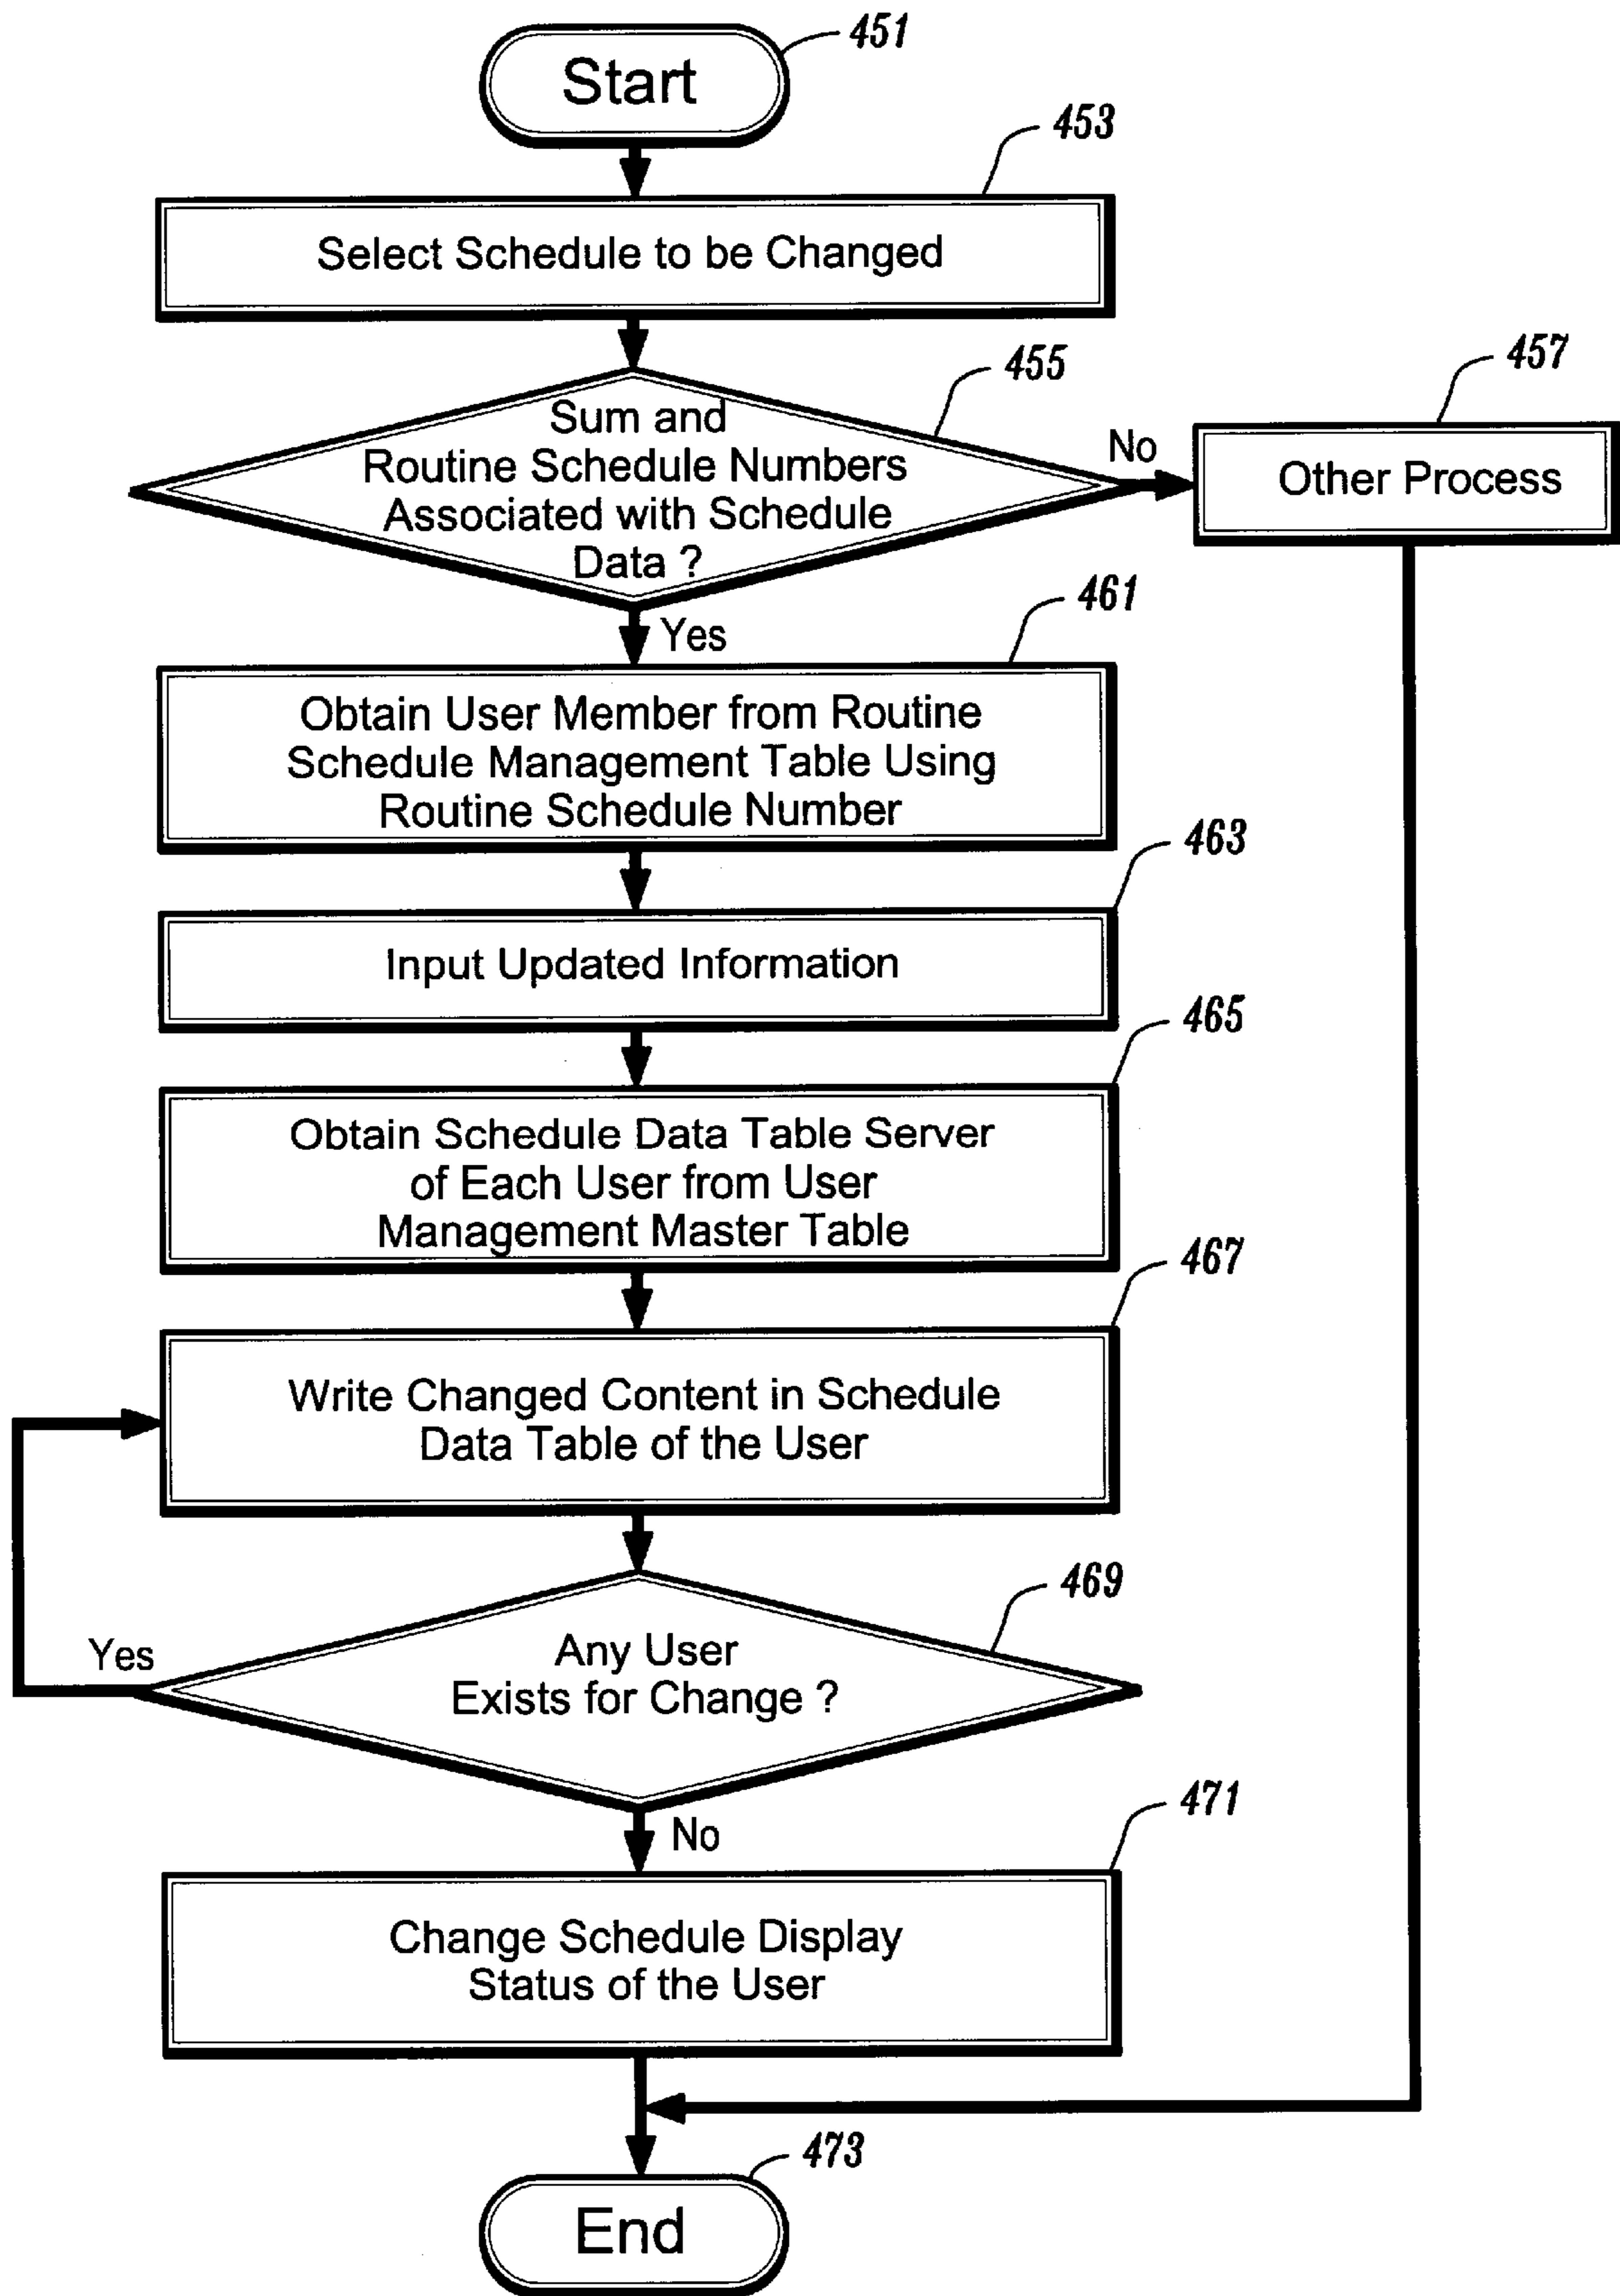 Start
451
453
Select Schedule to be Changed
455
457
Sum and
Routine Schedule Numbers
Associated with Schedule
Data ?
No
Other Process
Yes
461
Obtain User Member from Routine
Schedule Management Table Using
Routine Schedule Number
463
Input Updated Information
465
Obtain Schedule Data Table Server
of Each User from User
Management Master Table
467
Write Changed Content in Schedule
Data Table of the User
469
Any User
Exists for Change ?
Yes
No
471
Change Schedule Display
Status of the User
473
End